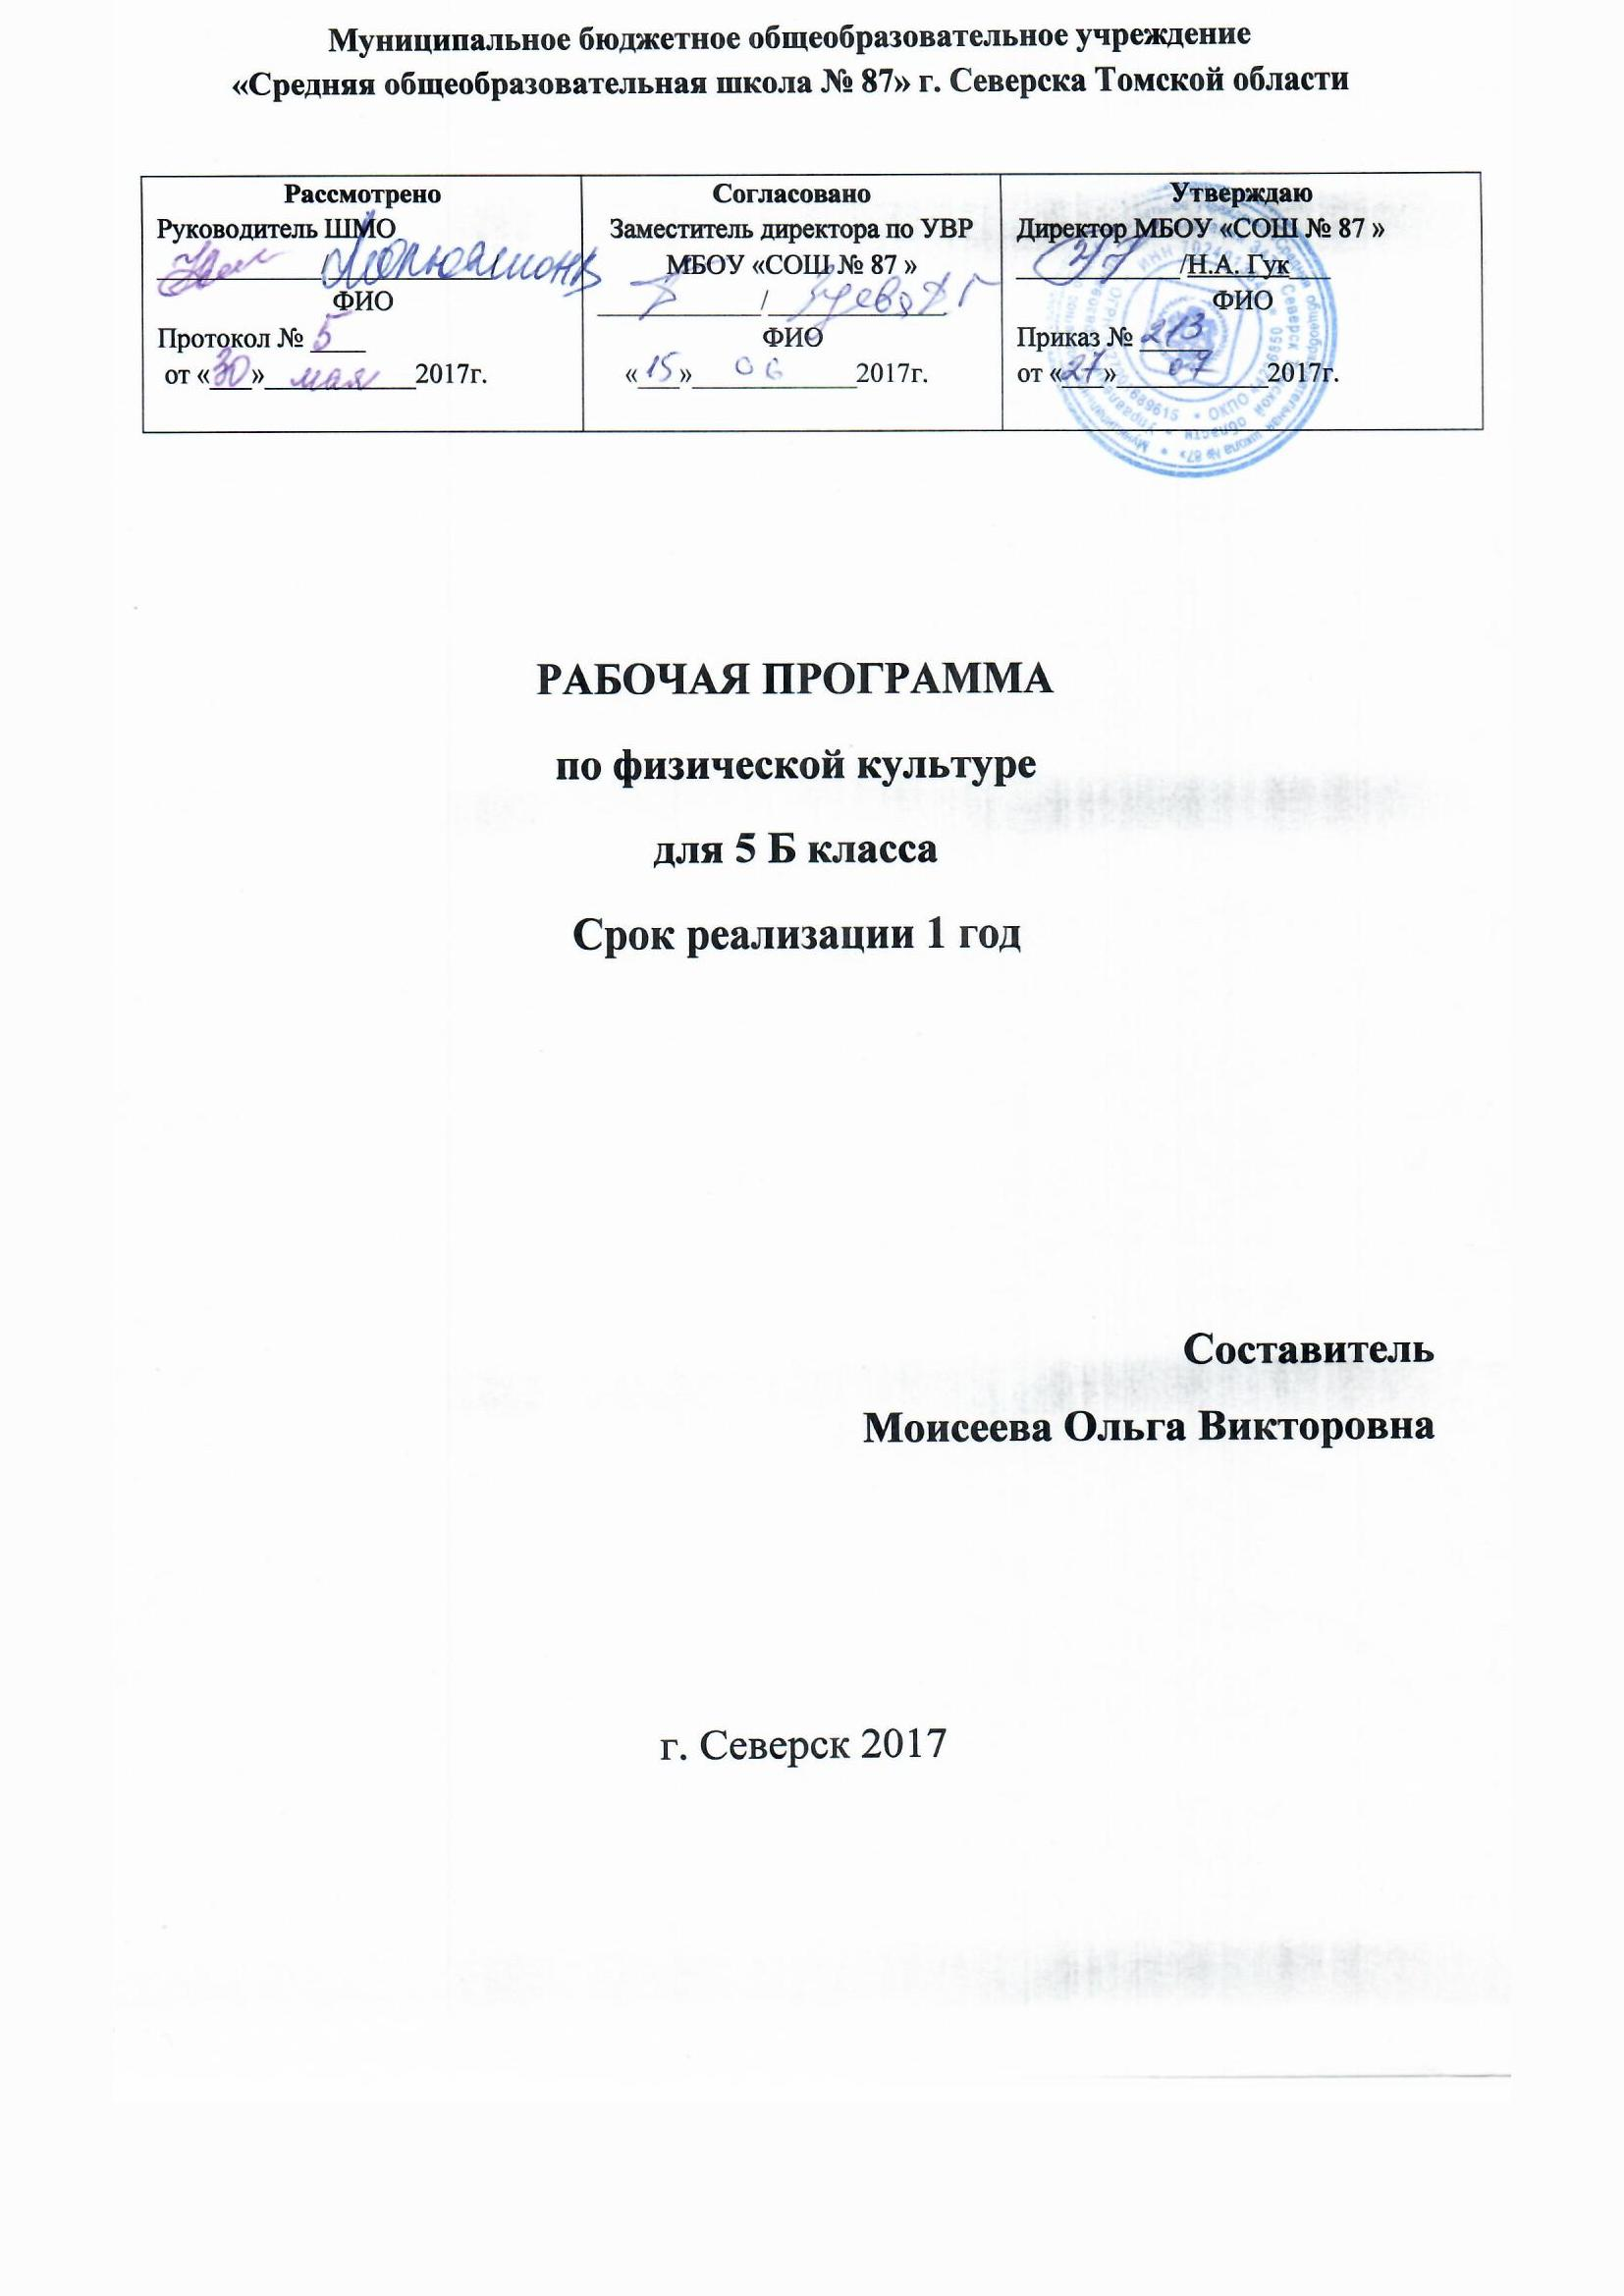 Муниципальное бюджетное общеобразовательное учреждение
«Средняя общеобразовательная школа № 87» г. Северска Томской области
Рассмотрено
Руководитель ШМО
ФИО
Протокол № 5
от «30» мая 2017г.
Согласовано
Заместитель директора по УВР
МБОУ «СОШ № 87 »
/
ФИО
«15» 06 2017г.
Утверждаю
Директор МБОУ «СОШ № 87 »
/Н.А. Гук
ФИО
Приказ № 213
от «27» 07 2017г.
РАБОЧАЯ ПРОГРАММА
по физической культуре
для 5 Б класса
Срок реализации 1 год
Составитель
Моисеева Ольга Викторовна
г. Северск 2017